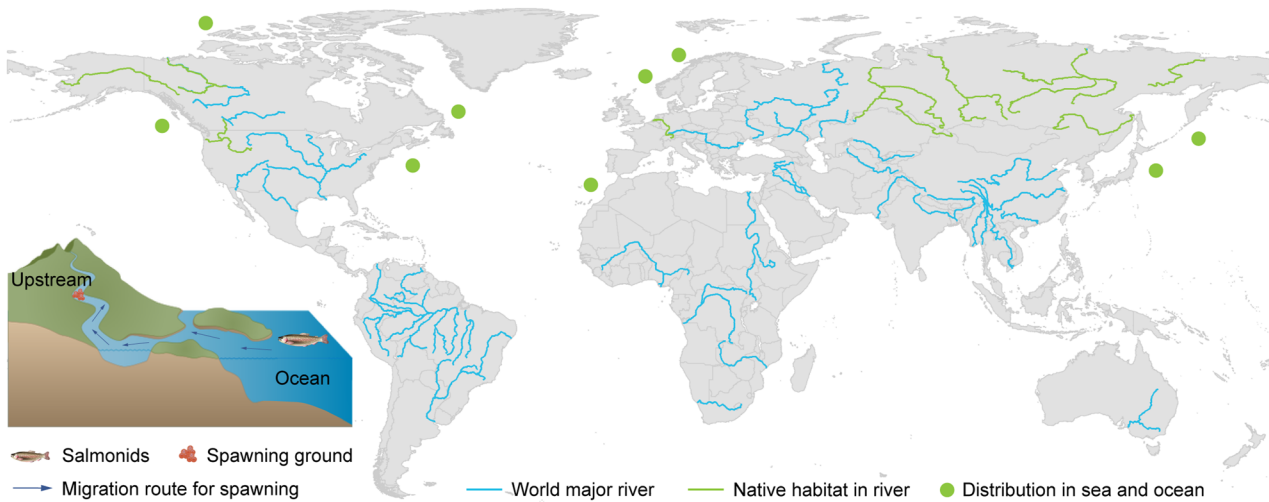 Upstream
Ocean
Salmonids
Spawning ground
Migration route for spawning
World major river
Native habitat in river
Distribution in sea and ocean